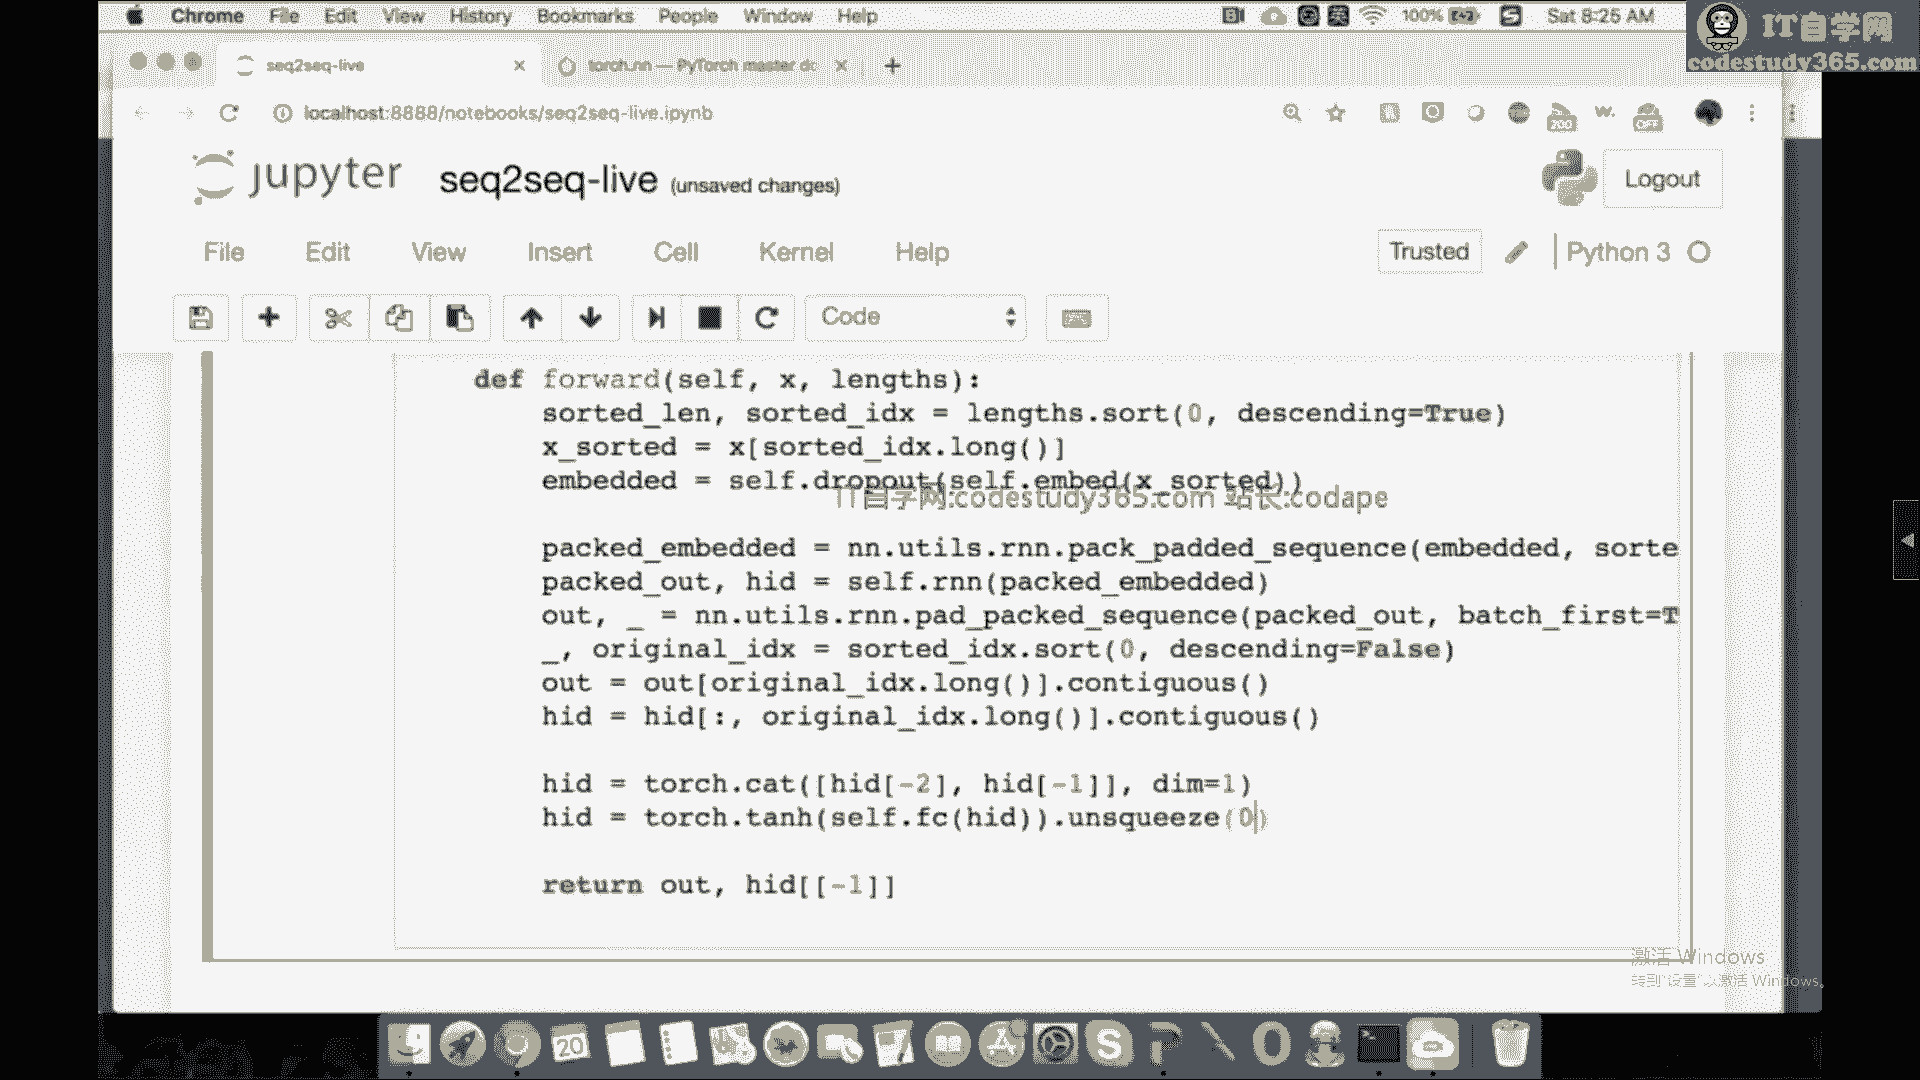 Chrome File Edit View History Bookmarks People Window Help 100% Sat 8:25 AM
IT自学网
codestudy365.com
seq2seq-live
torch.nn — PyTorch master do
localhost:8888/notebooks/seq2seq-live.ipynb
200
W.
OFF
jupyter seq2seq-live (unsaved changes) Logout
File Edit View Insert Cell Kernel Help Trusted Python 3
Code
def forward(self, x, lengths):
sorted_len, sorted_idx = lengths.sort(0, descending=True)
x_sorted = x[sorted_idx.long()]
embedded = self.dropout(self.embed(x_sorted))
IT自学网:codestudy365.com 站长:codape
packed_embedded = nn.utils.rnn.pack_padded_sequence(embedded, sorte
packed_out, hid = self.rnn(packed_embedded)
out, _ = nn.utils.rnn.pad_packed_sequence(packed_out, batch_first=T
_, original_idx = sorted_idx.sort(0, descending=False)
out = out[original_idx.long()].contiguous()
hid = hid[:, original_idx.long()].contiguous()
hid = torch.cat([hid[-2], hid[-1]], dim=1)
hid = torch.tanh(self.fc(hid)).unsqueeze(0)
return out, hid[[-1]]
激活 Windows
转到"设置"以激活 Windows。
20